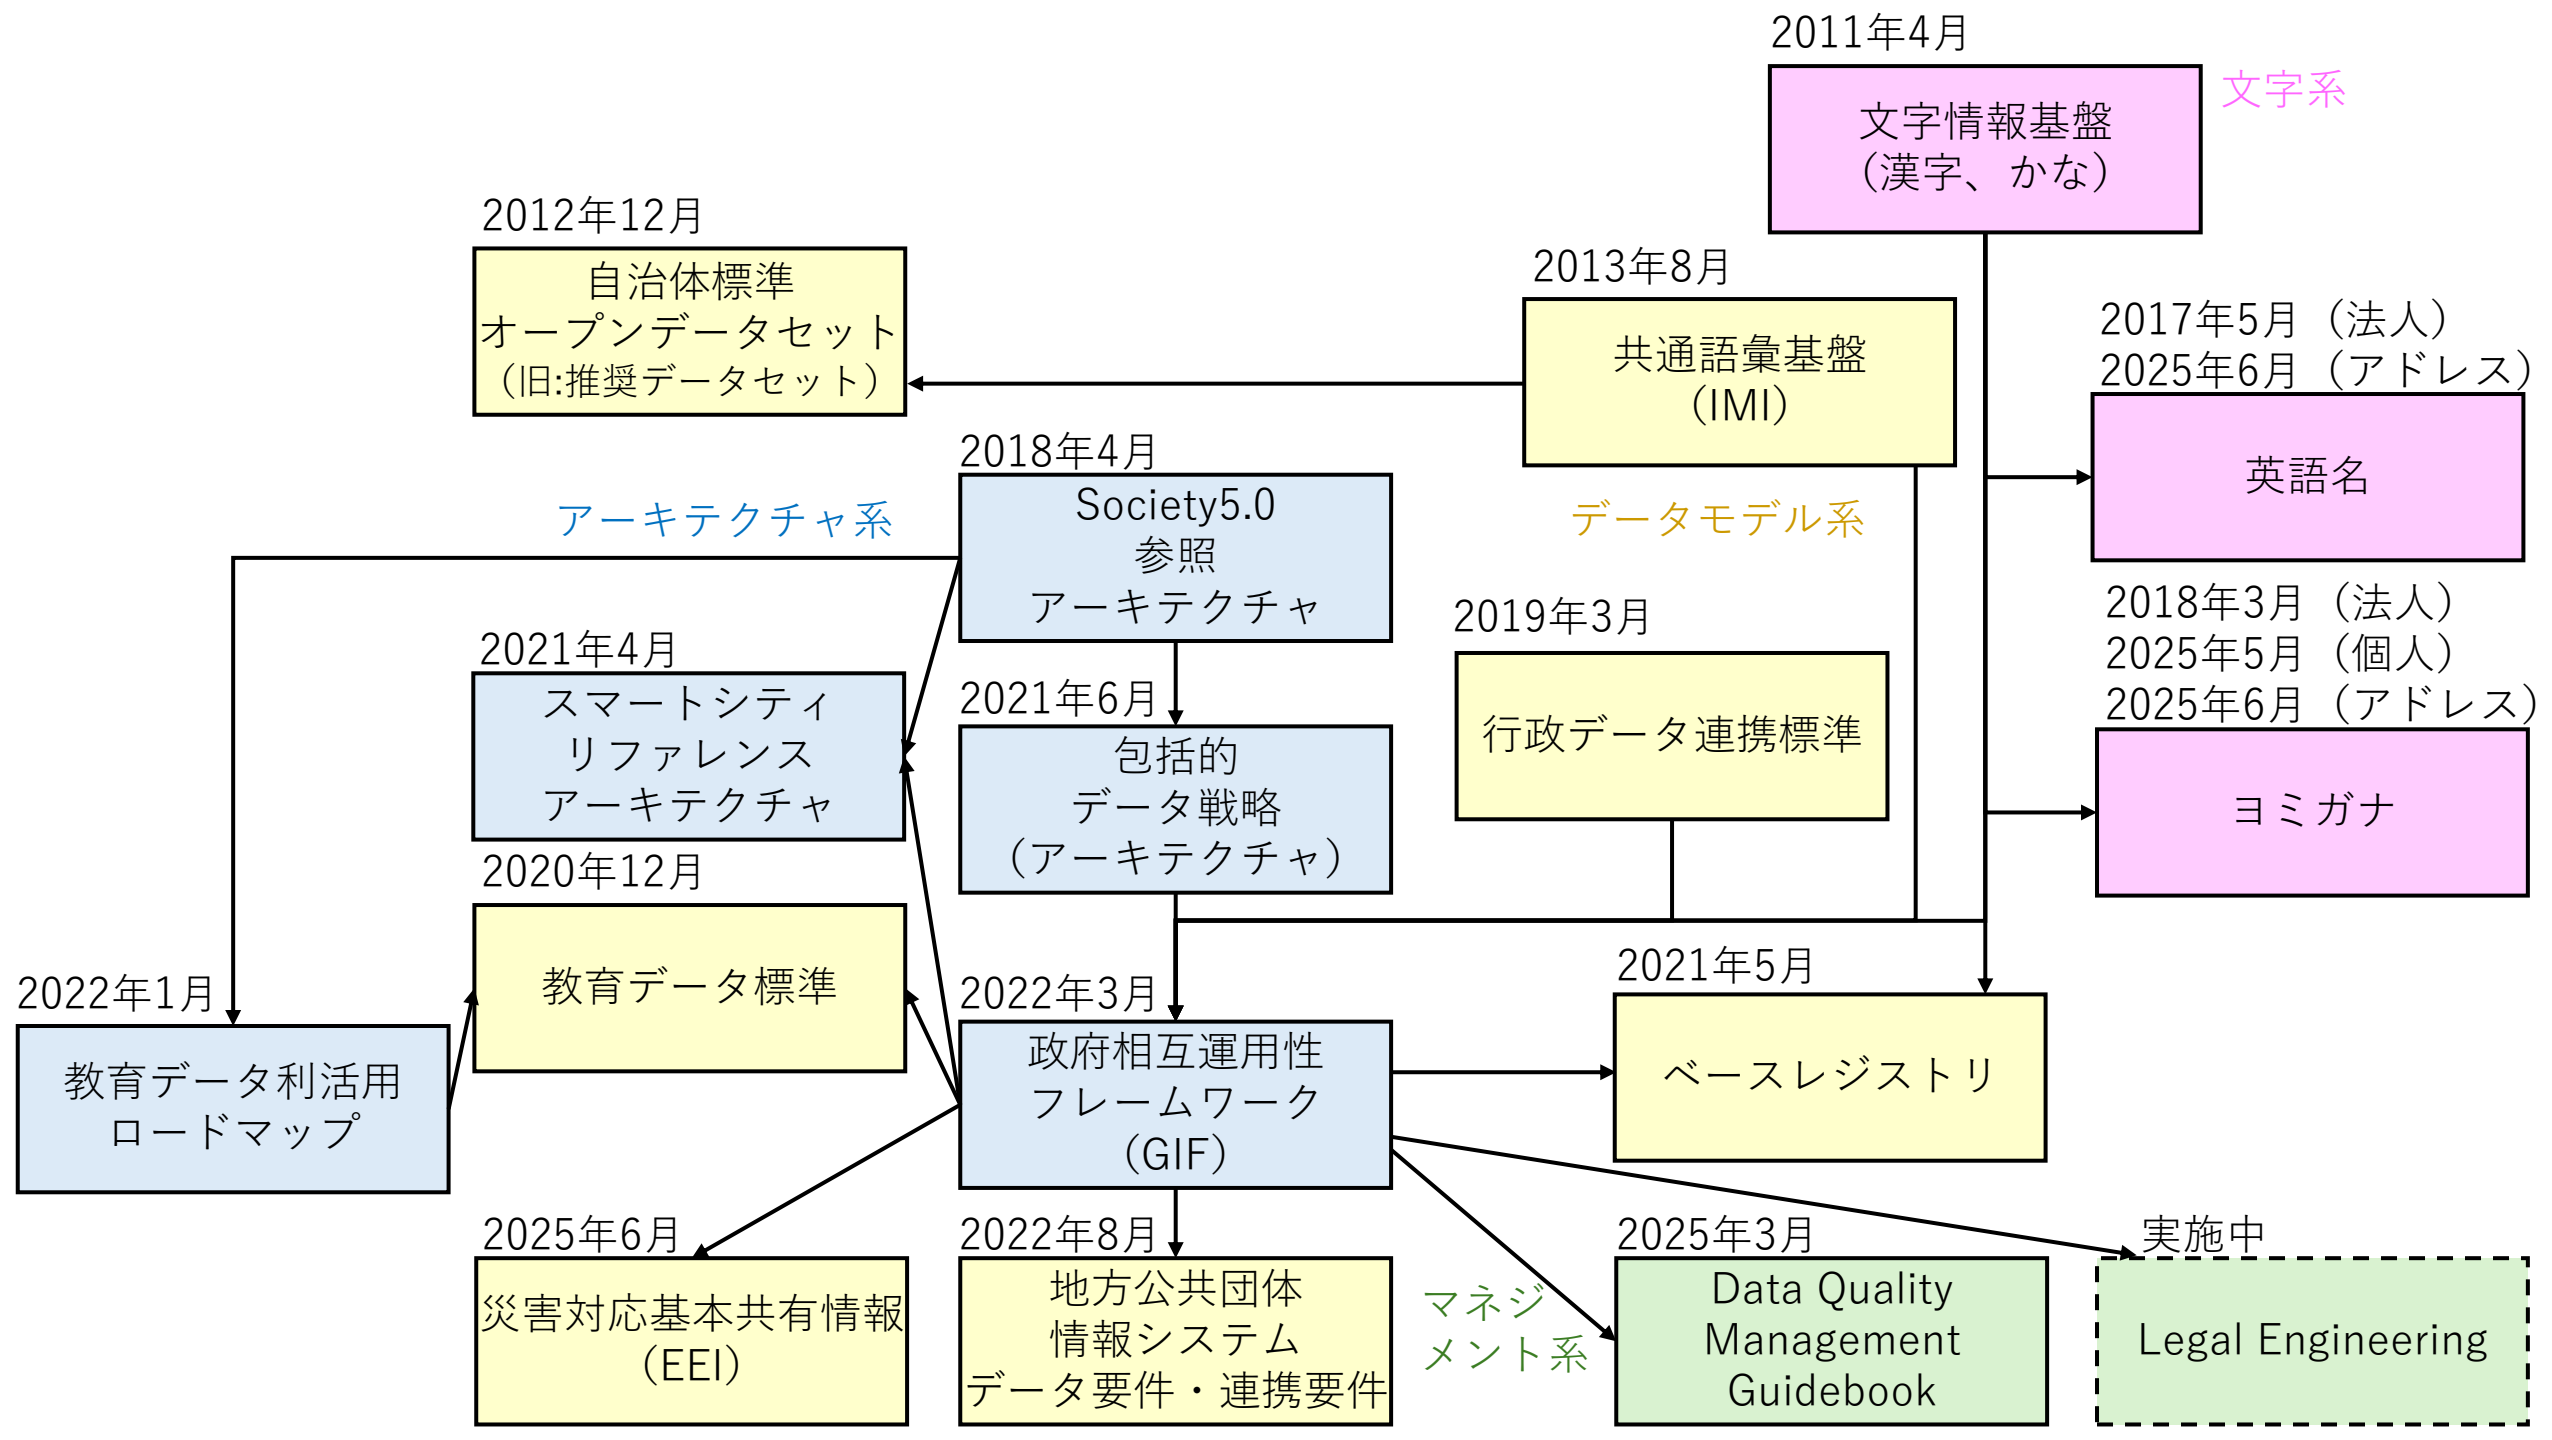 2011年4月
文字情報基盤
（漢字、かな）
文字系
2012年12月
自治体標準
オープンデータセット
（旧:推奨データセット）
2013年8月
共通語彙基盤
（IMI）
2017年5月（法人）
2025年6月（アドレス）
英語名
アーキテクチャ系
2018年4月
Society5.0
参照
アーキテクチャ
データモデル系
2018年3月（法人）
2025年5月（個人）
2025年6月（アドレス）
ヨミガナ
2021年4月
スマートシティ
リファレンス
アーキテクチャ
2021年6月
包括的
データ戦略
（アーキテクチャ）
2019年3月
行政データ連携標準
2020年12月
教育データ標準
2022年1月
教育データ利活用
ロードマップ
2022年3月
政府相互運用性
フレームワーク
（GIF）
2021年5月
ベースレジストリ
2025年6月
災害対応基本共有情報
（EEI）
2022年8月
地方公共団体
情報システム
データ要件・連携要件
マネジ
メント系
2025年3月
Data Quality
Management
Guidebook
実施中
Legal Engineering